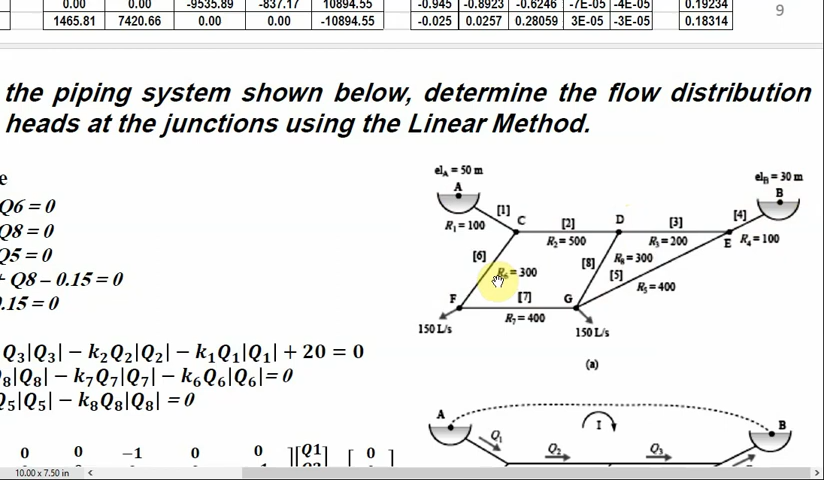 0.00 0.00 -9535.89 -837.17 10894.55 -0.945 -0.8923 -0.6246 -7E-05 -4E-05 0.19234
1465.81 7420.66 0.00 0.00 -10894.55 -0.025 0.0257 0.28059 3E-05 -3E-05 0.18314
9
the piping system shown below, determine the flow distribution
heads at the junctions using the Linear Method.
e
Q6 = 0
Q8 = 0
Q5 = 0
+ Q8 – 0.15 = 0
.15 = 0
Q₃|Q₃| − k₂Q₂|Q₂| − k₁Q₁|Q₁| + 20 = 0
₈|Q₈| − k₇Q₇|Q₇| − k₆Q₆|Q₆|= 0
Q₅|Q₅| − k₈Q₈|Q₈| = 0
0 0 −1 0 0 Q1 0
elA = 50 m
A
elB = 30 m
B
[1]
C
[2]
D
[3]
[4]
R₁ = 100
R₂ = 500
R₃ = 200
E
R₄ = 100
[6]
[8]
R₈ = 300
= 300
[5]
R₅ = 400
F
[7]
G
R₇ = 400
150 L/s
150 L/s
(a)
A
B
I
Q₁
Q₂
Q₃
10.00 x 7.50 in